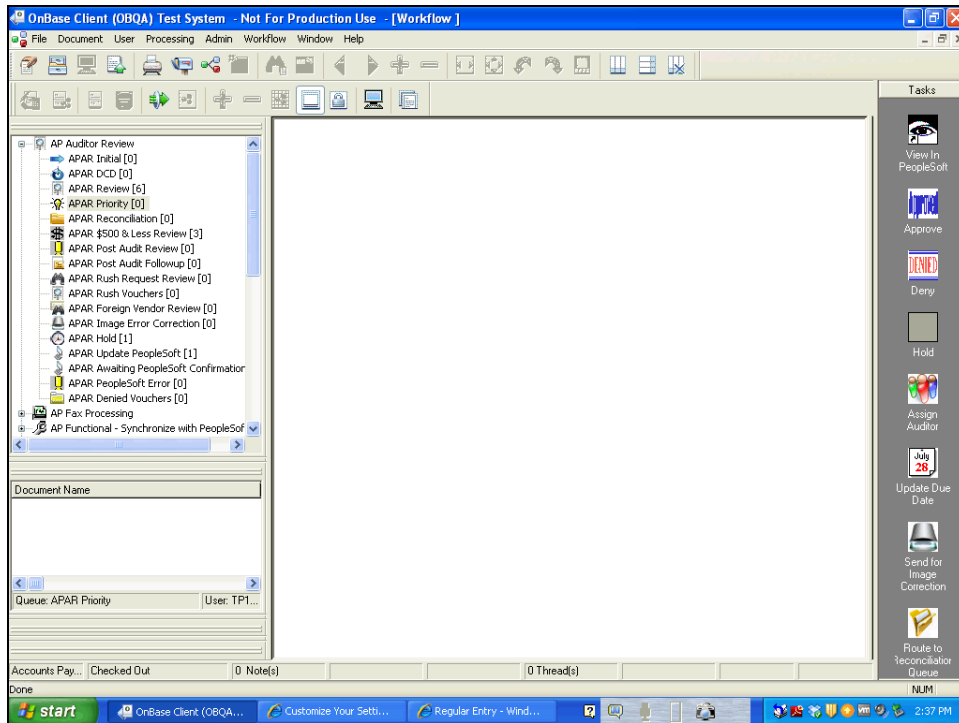 OnBase Client (OBQA) Test System - Not For Production Use - [Workflow ]
File Document User Processing Admin Workflow Window Help
Tasks
AP Auditor Review
APAR Initial [0]
APAR DCD [0]
APAR Review [6]
APAR Priority [0]
APAR Reconciliation [0]
APAR $500 & Less Review [3]
APAR Post Audit Review [0]
APAR Post Audit Followup [0]
APAR Rush Request Review [0]
APAR Rush Vouchers [0]
APAR Foreign Vendor Review [0]
APAR Image Error Correction [0]
APAR Hold [1]
APAR Update PeopleSoft [1]
APAR Awaiting PeopleSoft Confirmation
APAR PeopleSoft Error [0]
APAR Denied Vouchers [0]
AP Fax Processing
AP Functional - Synchronize with PeopleSof
Document Name
Queue: APAR Priority User: TP1...
View In
PeopleSoft
Approve
DENIED
Deny
Hold
Assign
Auditor
July
28
Update Due
Date
Send for
Image
Correction
Route to
Reconciliation
Queue
Accounts Pay... Checked Out 0 Note(s) 0 Thread(s)
Done NUM
start OnBase Client (OBQA... Customize Your Setti... Regular Entry - Wind... 2:37 PM